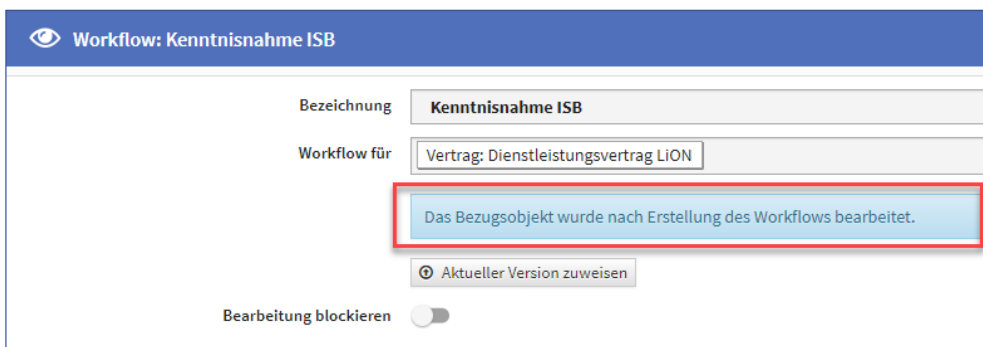 Workflow: Kenntnisnahme ISB
Bezeichnung Kenntnisnahme ISB
Workflow für Vertrag: Dienstleistungsvertrag LiON
Das Bezugsobjekt wurde nach Erstellung des Workflows bearbeitet.
Aktueller Version zuweisen
Bearbeitung blockieren